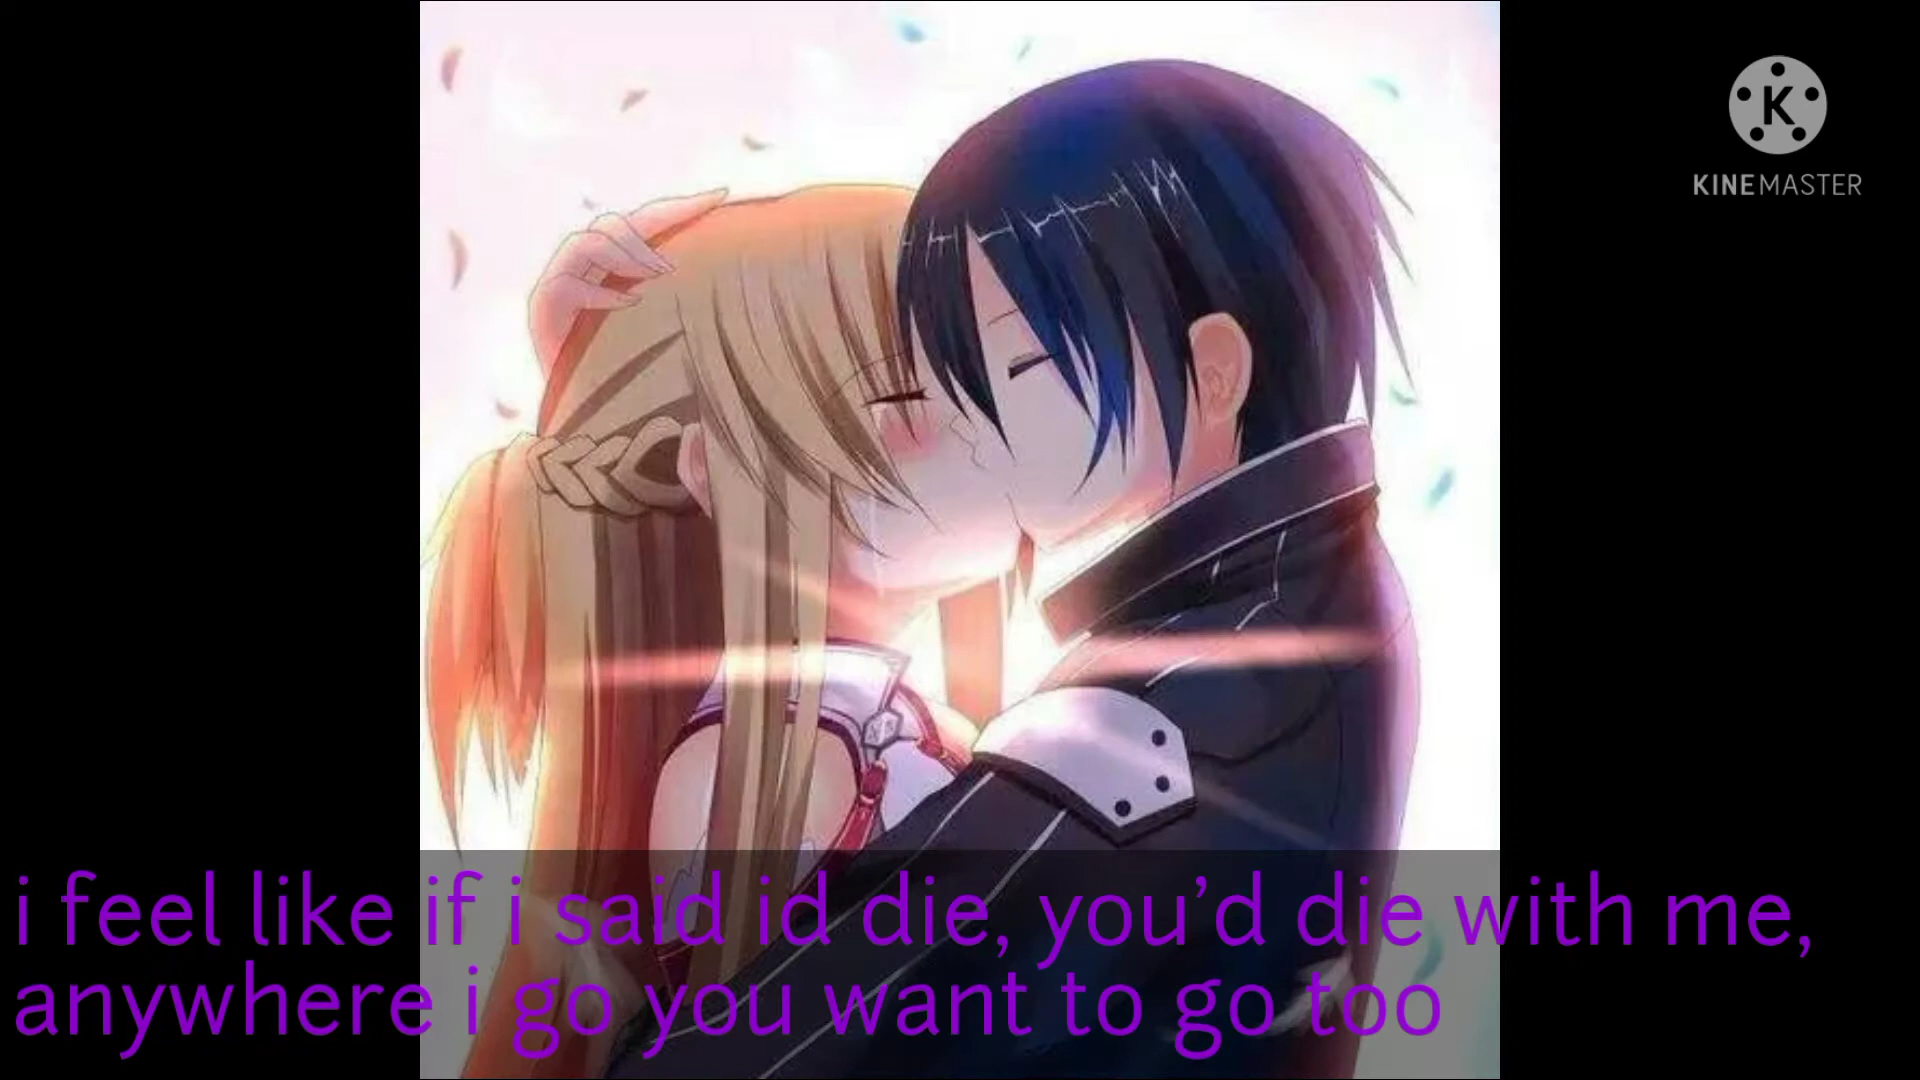 KINEMASTER
i feel like if i said id die, you’d die with me,
anywhere i go you want to go too